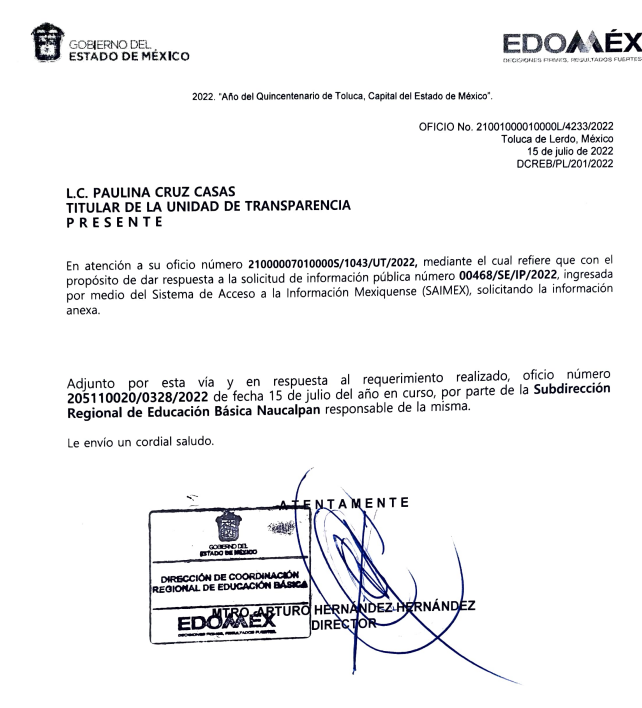 GOBIERNO DEL
ESTADO DE MÉXICO
EDOMÉX
DECISIONES FIRMES, RESULTADOS FUERTES
2022. "Año del Quincentenario de Toluca, Capital del Estado de México".
OFICIO No. 21001000010000L/4233/2022
Toluca de Lerdo, México
15 de julio de 2022
DCREB/PL/201/2022
L.C. PAULINA CRUZ CASAS
TITULAR DE LA UNIDAD DE TRANSPARENCIA
P R E S E N T E
En atención a su oficio número 21000007010000S/1043/UT/2022, mediante el cual refiere que con el
propósito de dar respuesta a la solicitud de información pública número 00468/SE/IP/2022, ingresada
por medio del Sistema de Acceso a la Información Mexiquense (SAIMEX), solicitando la información
anexa.
Adjunto por esta vía y en respuesta al requerimiento realizado, oficio número
205110020/0328/2022 de fecha 15 de julio del año en curso, por parte de la Subdirección
Regional de Educación Básica Naucalpan responsable de la misma.
Le envío un cordial saludo.
A T E N T A M E N T E
GOBIERNO DEL
ESTADO DE MÉXICO
DIRECCIÓN DE COORDINACIÓN
REGIONAL DE EDUCACIÓN BÁSICA
MTRO. ARTURO HERNÁNDEZ HERNÁNDEZ
DIRECTOR
EDOMÉX
DECISIONES FIRMES, RESULTADOS FUERTES.